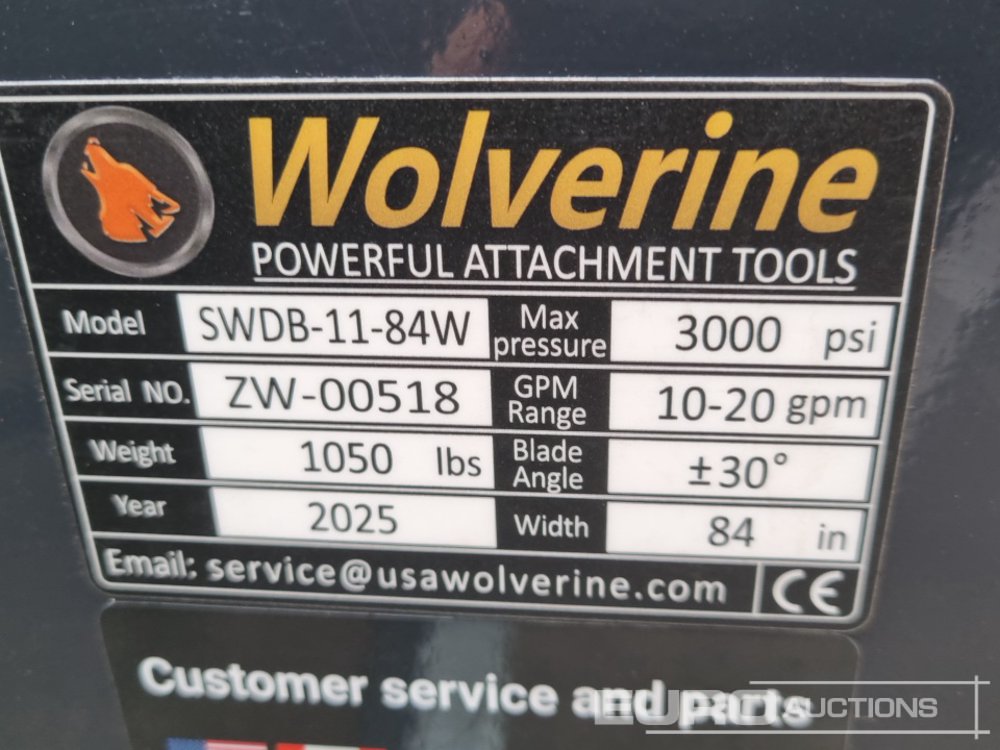 Wolverine
POWERFUL ATTACHMENT TOOLS
Model SWDB-11-84W Max pressure 3000 psi
Serial NO. ZW-00518 GPM Range 10-20 gpm
Weight 1050 lbs Blade Angle ±30°
Year 2025 Width 84 in
Email: service@usawolverine.com CE
Customer service and parts
EURO AUCTIONS